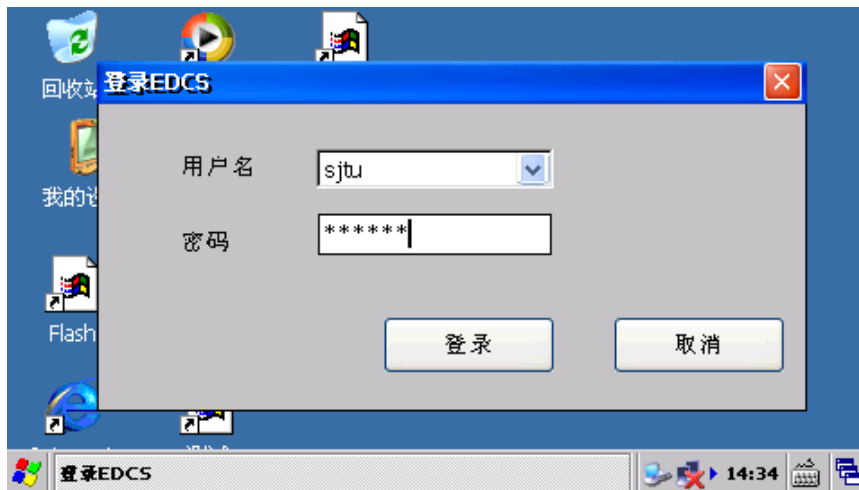 回收站
登录EDCS
用户名
sjtu
我的设
密码
******
Flash
登录
取消
登录EDCS
14:34